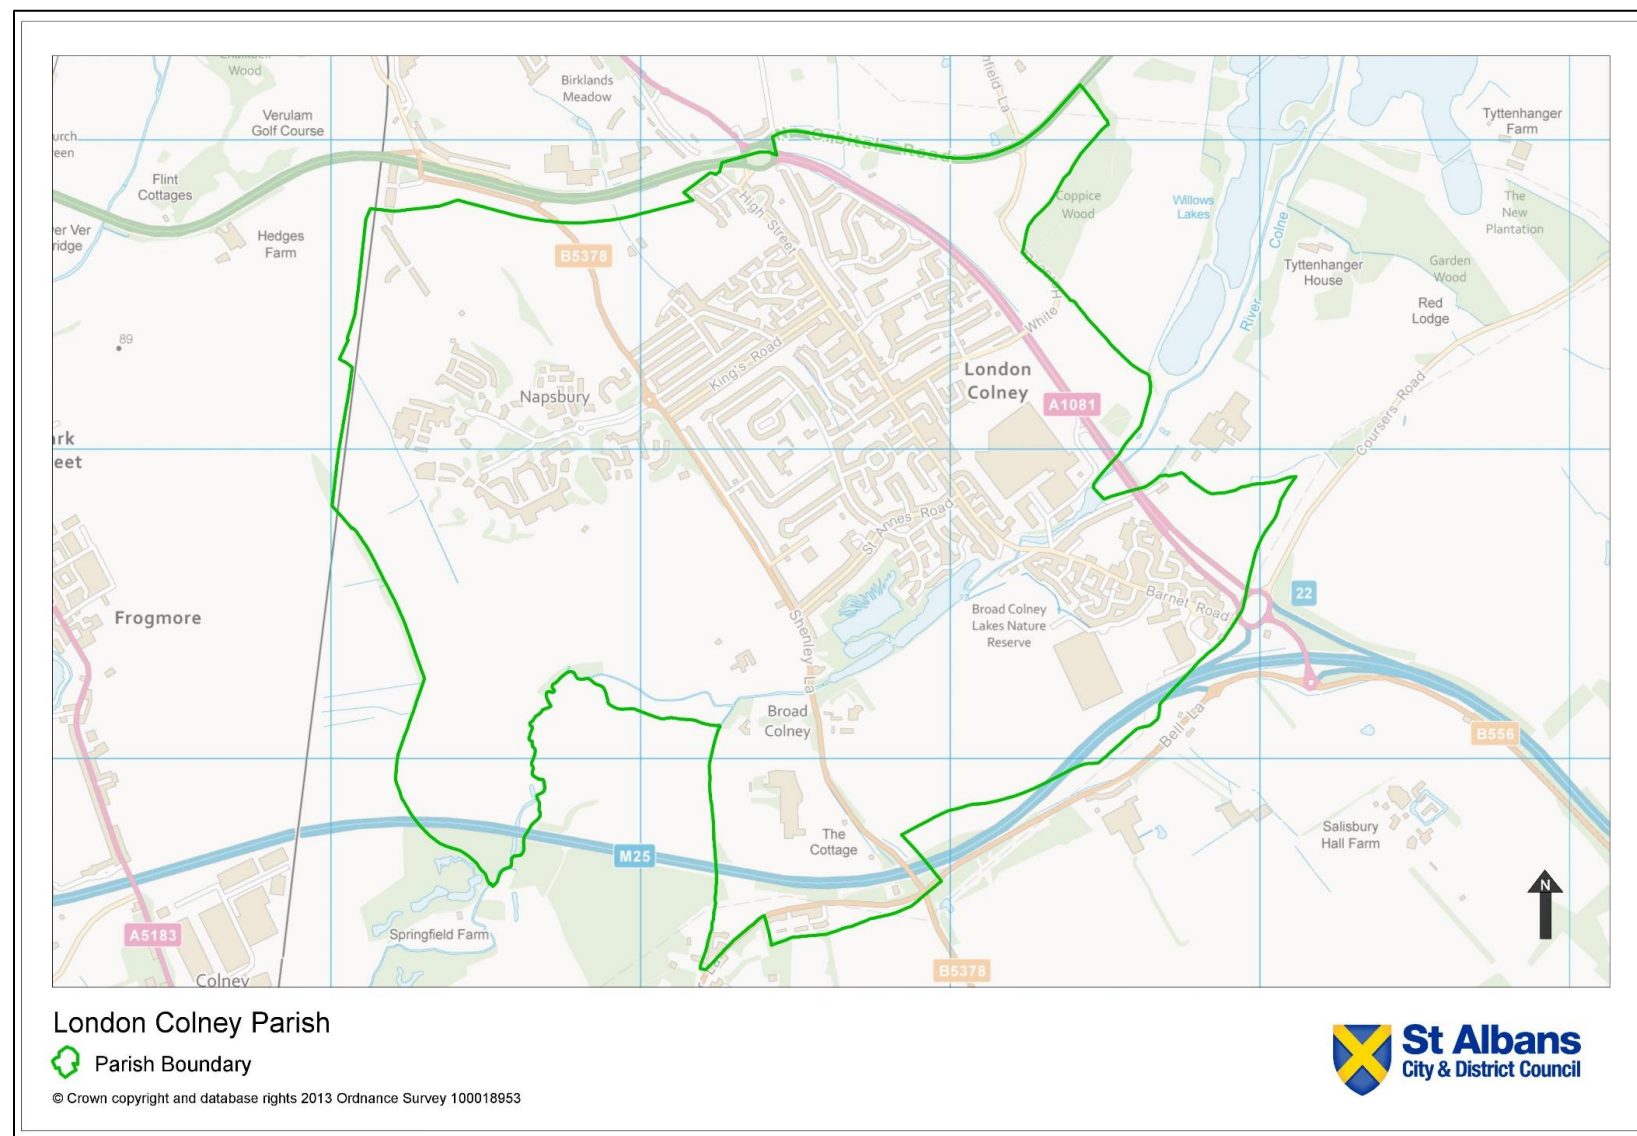 Wood
Birklands
Meadow
Verulam
Golf Course
Tyttenhanger
Farm
Flint
Cottages
Hedges
Farm
High Street
B5378
Coppice
Wood
Willows
Lakes
River Colne
The
New
Plantation
Tyttenhanger
House
Garden
Wood
Red
Lodge
89
King's Road
White
London
Colney
A1081
Napsbury
Coursers Road
St Annes Road
Frogmore
Shenley La
Broad Colney
Lakes Nature
Reserve
Barnet Road
22
Broad
Colney
Bell La
B556
The
Cottage
M25
Salisbury
Hall Farm
N
A5183
Springfield Farm
Colney
B5378
London Colney Parish
Parish Boundary
© Crown copyright and database rights 2013 Ordnance Survey 100018953
St Albans
City & District Council